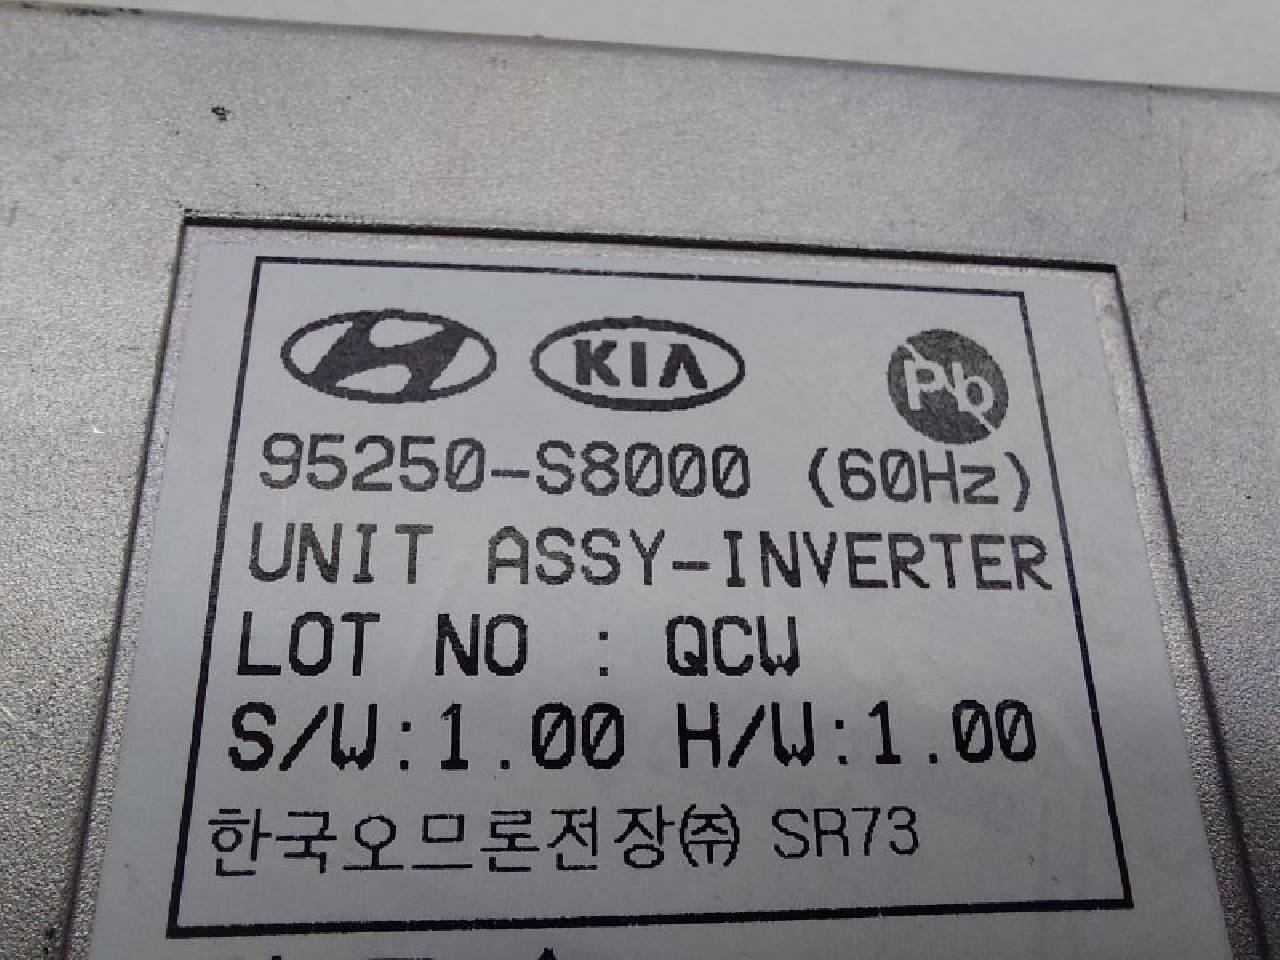 KIA Pb
95250-S8000 (60Hz)
UNIT ASSY-INVERTER
LOT NO : QCW
S/W:1.00 H/W:1.00
한국오므론전장㈜ SR73